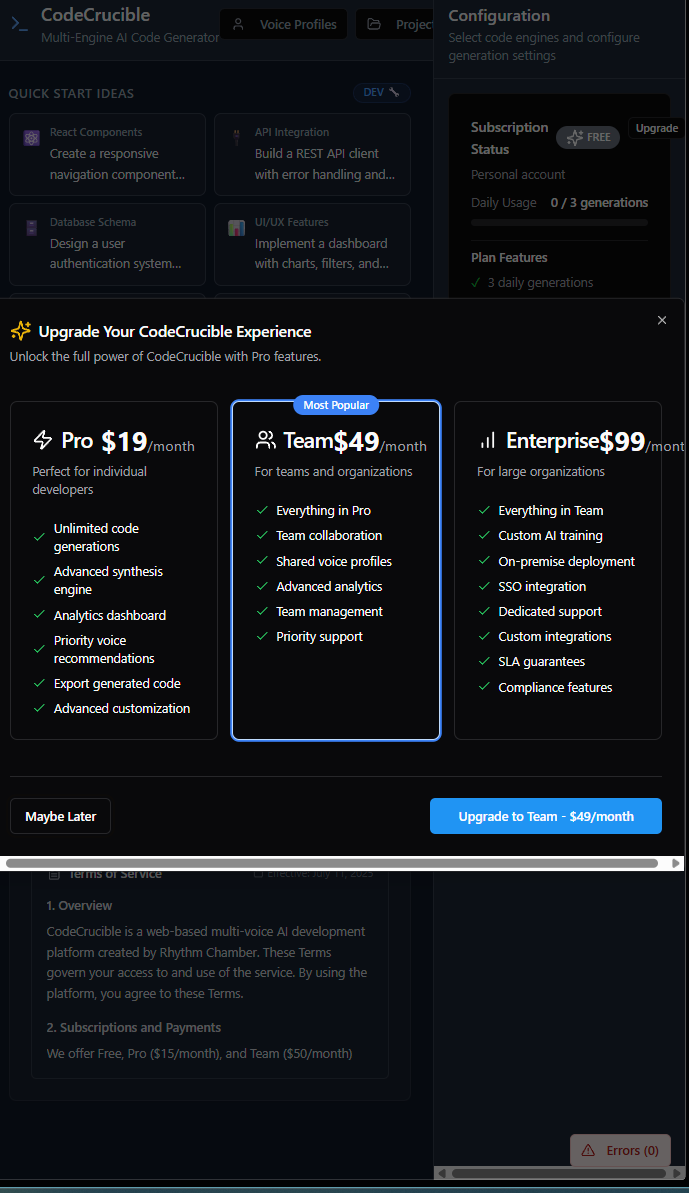 CodeCrucible
Multi-Engine AI Code Generator
Voice Profiles
Project
Configuration
Select code engines and configure
generation settings
QUICK START IDEAS
DEV
React Components
Create a responsive
navigation component...
API Integration
Build a REST API client
with error handling and...
Database Schema
Design a user
authentication system...
UI/UX Features
Implement a dashboard
with charts, filters, and...
Subscription
Status
FREE
Upgrade
Personal account
Daily Usage 0 / 3 generations
Plan Features
3 daily generations
Upgrade Your CodeCrucible Experience
Unlock the full power of CodeCrucible with Pro features.
Pro $19/month
Perfect for individual
developers
Unlimited code
generations
Advanced synthesis
engine
Analytics dashboard
Priority voice
recommendations
Export generated code
Advanced customization
Most Popular
Team$49/month
For teams and organizations
Everything in Pro
Team collaboration
Shared voice profiles
Advanced analytics
Team management
Priority support
Enterprise$99/mont
For large organizations
Everything in Team
Custom AI training
On-premise deployment
SSO integration
Dedicated support
Custom integrations
SLA guarantees
Compliance features
Maybe Later
Upgrade to Team - $49/month
Terms of Service
Effective: July 11, 2025
1. Overview
CodeCrucible is a web-based multi-voice AI development
platform created by Rhythm Chamber. These Terms
govern your access to and use of the service. By using the
platform, you agree to these Terms.
2. Subscriptions and Payments
We offer Free, Pro ($15/month), and Team ($50/month)
Errors (0)